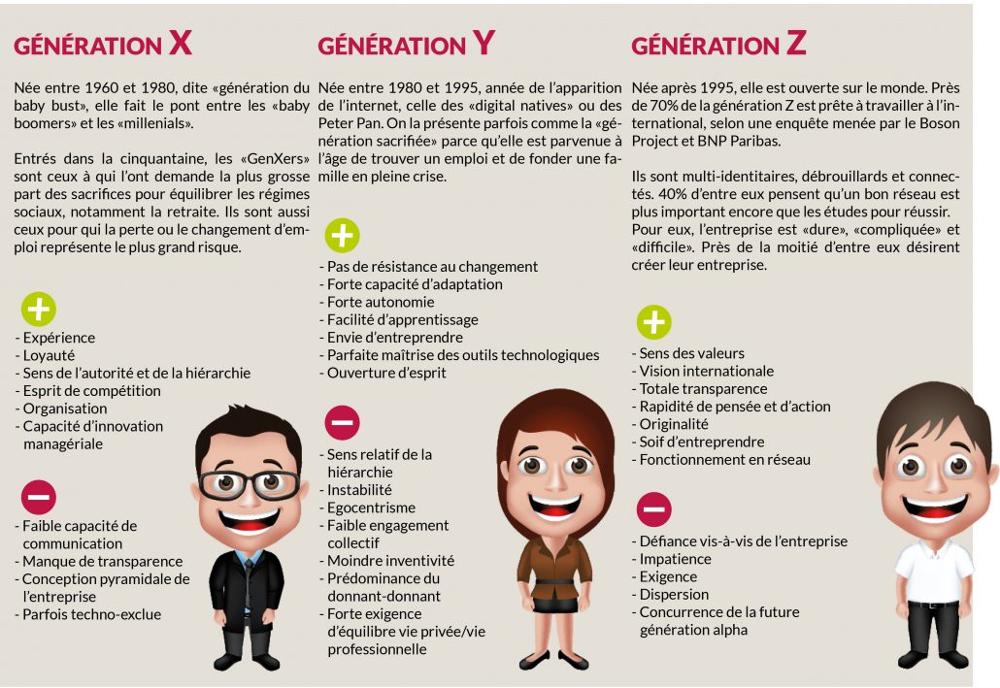 GÉNÉRATION X
Née entre 1960 et 1980, dite «génération du
baby bust», elle fait le pont entre les «baby
boomers» et les «millenials».
Entrés dans la cinquantaine, les «GenXers»
sont ceux à qui l'ont demande la plus grosse
part des sacrifices pour équilibrer les régimes
sociaux, notamment la retraite. Ils sont aussi
ceux pour qui la perte ou le changement d'em-
ploi représente le plus grand risque.
- Expérience
- Loyauté
- Sens de l'autorité et de la hiérarchie
- Esprit de compétition
- Organisation
- Capacité d'innovation
managériale
- Faible capacité de
communication
- Manque de transparence
- Conception pyramidale de
l'entreprise
- Parfois techno-exclue
GÉNÉRATION Y
Née entre 1980 et 1995, année de l'apparition
de l'internet, celle des «digital natives» ou des
Peter Pan. On la présente parfois comme la «gé-
nération sacrifiée» parce qu'elle est parvenue à
l'âge de trouver un emploi et de fonder une fa-
mille en pleine crise.
- Pas de résistance au changement
- Forte capacité d'adaptation
- Forte autonomie
- Facilité d'apprentissage
- Envie d'entreprendre
- Parfaite maîtrise des outils technologiques
- Ouverture d'esprit
- Sens relatif de la
hiérarchie
- Instabilité
- Egocentrisme
- Faible engagement
collectif
- Moindre inventivité
- Prédominance du
donnant-donnant
- Forte exigence
d'équilibre vie privée/vie
professionnelle
GÉNÉRATION Z
Née après 1995, elle est ouverte sur le monde. Près
de 70% de la génération Z est prête à travailler à l'in-
ternational, selon une enquête menée par le Boson
Project et BNP Paribas.
Ils sont multi-identitaires, débrouillards et connec-
tés. 40% d'entre eux pensent qu'un bon réseau est
plus important encore que les études pour réussir.
Pour eux, l'entreprise est «dure», «compliquée» et
«difficile». Près de la moitié d'entre eux désirent
créer leur entreprise.
- Sens des valeurs
- Vision internationale
- Totale transparence
- Rapidité de pensée et d'action
- Originalité
- Soif d'entreprendre
- Fonctionnement en réseau
- Défiance vis-à-vis de l'entreprise
- Impatience
- Exigence
- Dispersion
- Concurrence de la future
génération alpha